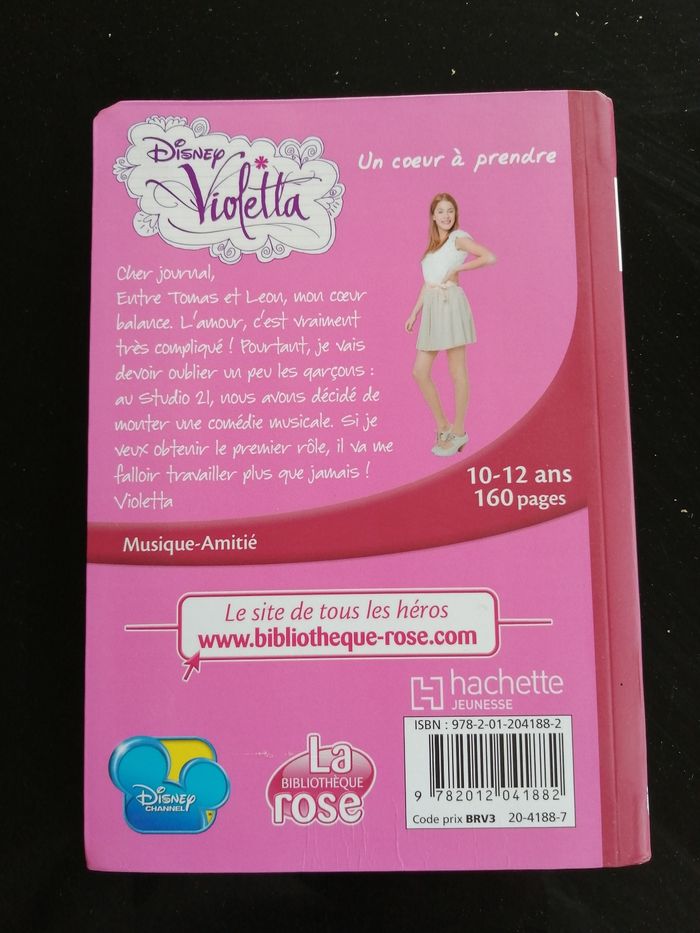 Disney
Violetta
Un coeur à prendre
Cher journal,
Entre Tomas et Leon, mon cœur
balance. L'amour, c'est vraiment
très compliqué ! Pourtant, je vais
devoir oublier un peu les garçons :
au Studio 21, nous avons décidé de
monter une comédie musicale. Si je
veux obtenir le premier rôle, il va me
falloir travailler plus que jamais !
Violetta
10-12 ans
160 pages
Musique-Amitié
Le site de tous les héros
www.bibliotheque-rose.com
hachette
JEUNESSE
ISBN : 978-2-01-204188-2
9 782012 041882
Code prix BRV3 20-4188-7
Disney
CHANNEL
La
BIBLIOTHÈQUE
rose